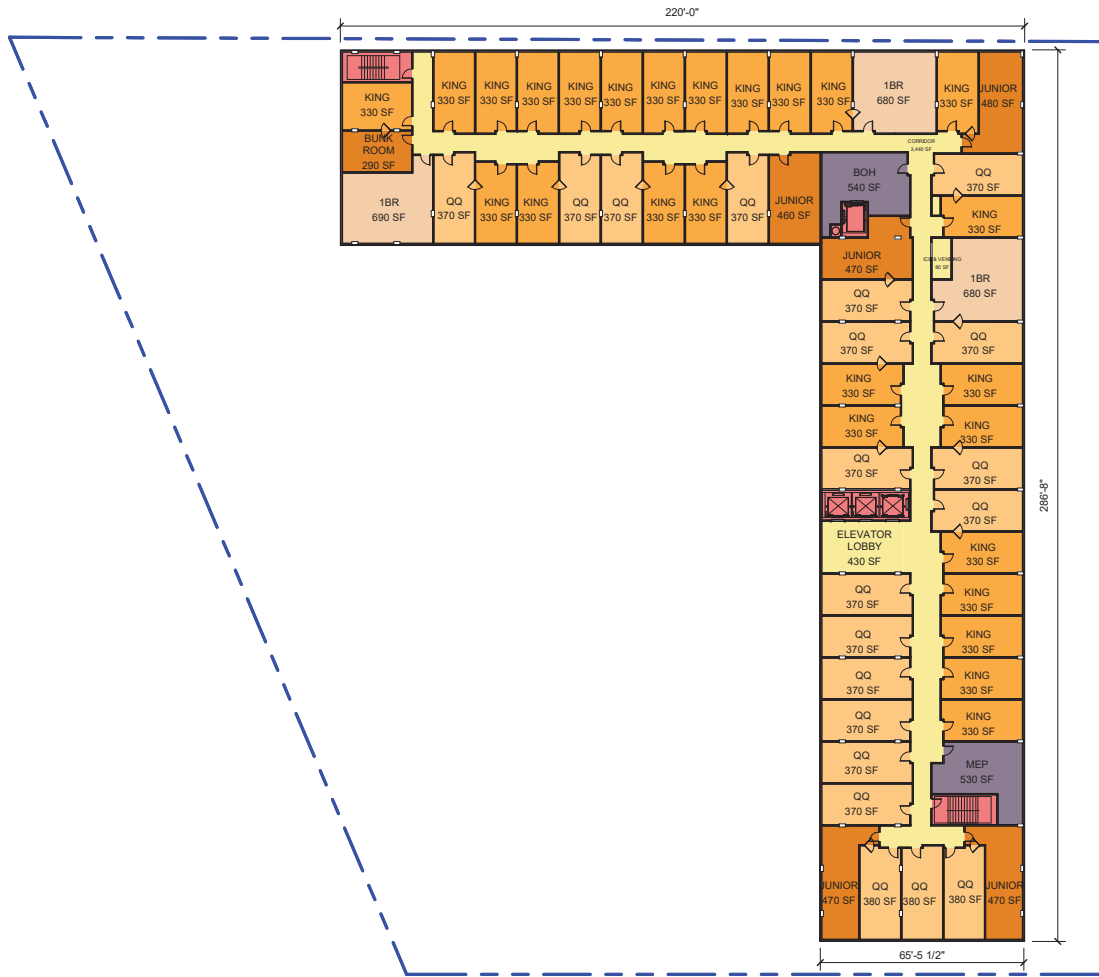 220'-0"
KING
330 SF
KING
330 SF
KING
330 SF
KING
330 SF
KING
330 SF
KING
330 SF
KING
330 SF
KING
330 SF
KING
330 SF
KING
330 SF
1BR
680 SF
KING
330 SF
JUNIOR
480 SF
KING
330 SF
BUNK
ROOM
290 SF
CORRIDOR
3,440 SF
1BR
690 SF
QQ
370 SF
KING
330 SF
KING
330 SF
QQ
370 SF
QQ
370 SF
KING
330 SF
KING
330 SF
QQ
370 SF
JUNIOR
460 SF
BOH
540 SF
QQ
370 SF
KING
330 SF
JUNIOR
470 SF
ICE & VENDING
80 SF
1BR
680 SF
QQ
370 SF
QQ
370 SF
QQ
370 SF
KING
330 SF
KING
330 SF
KING
330 SF
KING
330 SF
QQ
370 SF
QQ
370 SF
QQ
370 SF
286'-8"
ELEVATOR
LOBBY
430 SF
KING
330 SF
QQ
370 SF
KING
330 SF
QQ
370 SF
KING
330 SF
QQ
370 SF
KING
330 SF
QQ
370 SF
KING
330 SF
QQ
370 SF
MEP
530 SF
QQ
370 SF
JUNIOR
470 SF
QQ
380 SF
QQ
380 SF
QQ
380 SF
JUNIOR
470 SF
65'-5 1/2"